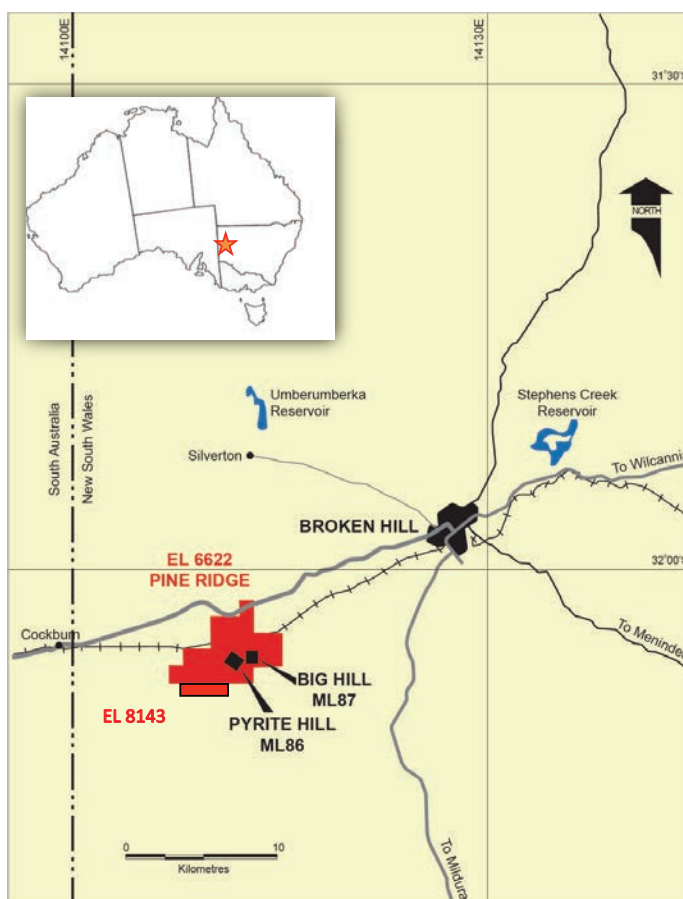 14100E
14130E
31°30'S
NORTH
South Australia
New South Wales
Umberumberka
Reservoir
Stephens Creek
Reservoir
Silverton
To Wilcanni
BROKEN HILL
EL 6622
PINE RIDGE
32°00'S
Cockburn
To Menindee
BIG HILL
ML87
EL 8143
PYRITE HILL
ML86
0
10
Kilometres
To Mildura